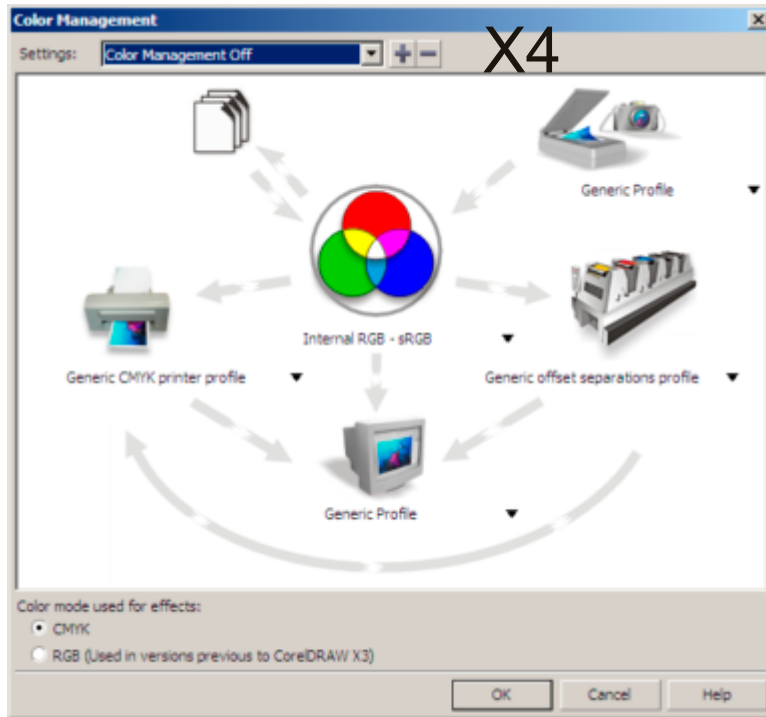 Color Management
Settings: Color Management Off
X4
Generic Profile
Internal RGB - sRGB
Generic CMYK printer profile
Generic offset separations profile
Generic Profile
Color mode used for effects:
CMYK
RGB (Used in versions previous to CorelDRAW X3)
OK Cancel Help